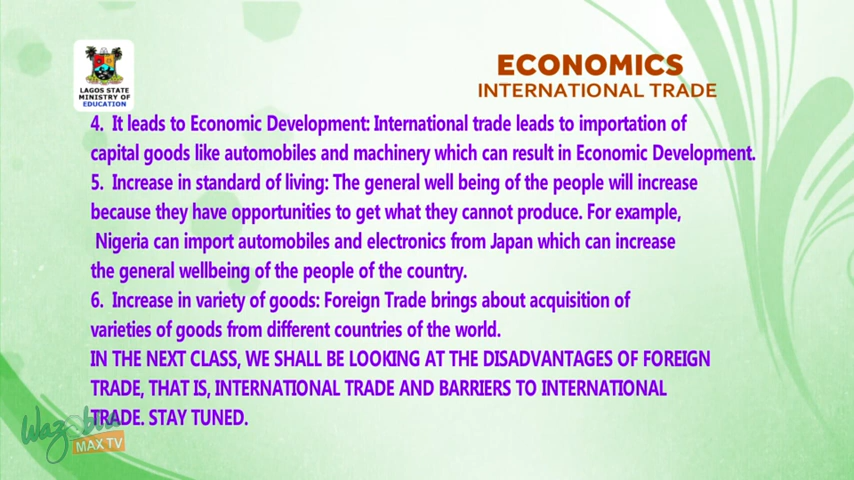 LAGOS STATE
MINISTRY OF
EDUCATION
ECONOMICS
INTERNATIONAL TRADE
4. It leads to Economic Development: International trade leads to importation of
capital goods like automobiles and machinery which can result in Economic Development.
5. Increase in standard of living: The general well being of the people will increase
because they have opportunities to get what they cannot produce. For example,
Nigeria can import automobiles and electronics from Japan which can increase
the general wellbeing of the people of the country.
6. Increase in variety of goods: Foreign Trade brings about acquisition of
varieties of goods from different countries of the world.
IN THE NEXT CLASS, WE SHALL BE LOOKING AT THE DISADVANTAGES OF FOREIGN
TRADE, THAT IS, INTERNATIONAL TRADE AND BARRIERS TO INTERNATIONAL
TRADE. STAY TUNED.
Wazobia
MAX TV